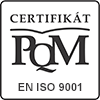 CERTIFIKÁT
PQM
EN ISO 9001